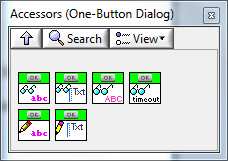 Accessors (One-Button Dialog)
Search View
OK OK OK OK
abc Txt ABC timeout
OK OK
abc Txt